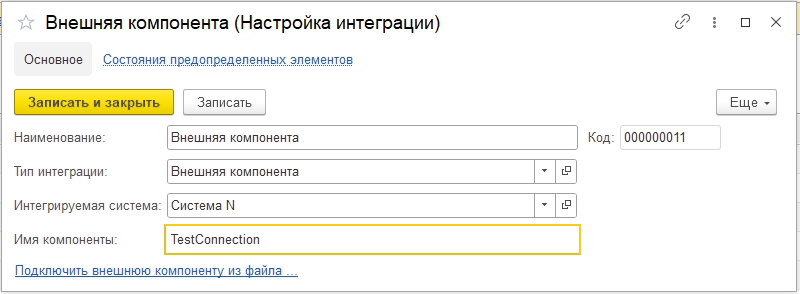 Внешняя компонента (Настройка интеграции)
Основное Состояния предопределенных элементов
Записать и закрыть Записать Еще
Наименование: Внешняя компонента Код: 000000011
Тип интеграции: Внешняя компонента
Интегрируемая система: Система N
Имя компоненты: TestConnection
Подключить внешнюю компоненту из файла ...